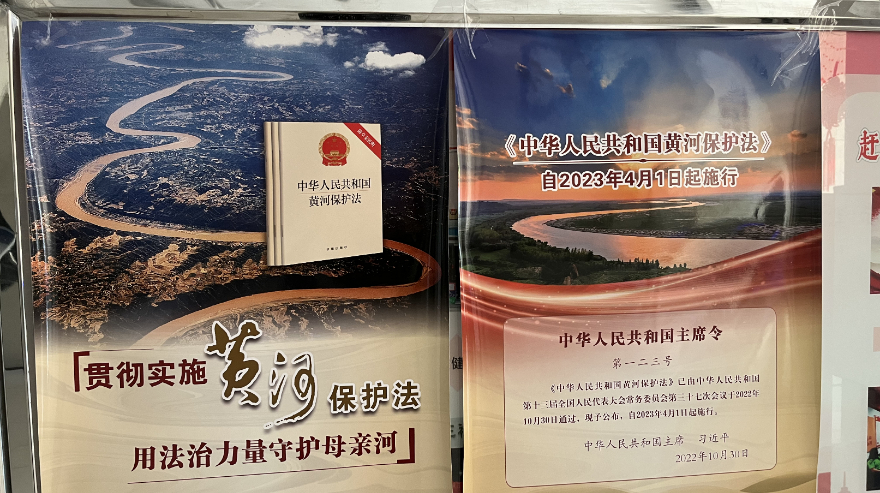 中华人民共和国
黄河保护法
贯彻实施黄河保护法
用法治力量守护母亲河
《中华人民共和国黄河保护法》
自2023年4月1日起施行
中华人民共和国主席令
第一二三号
《中华人民共和国黄河保护法》已由中华人民共和国
第十三届全国人民代表大会常务委员会第三十七次会议于2022年
10月30日通过，现予公布，自2023年4月1日起施行。
中华人民共和国主席 习近平
2022年10月30日
健
赶